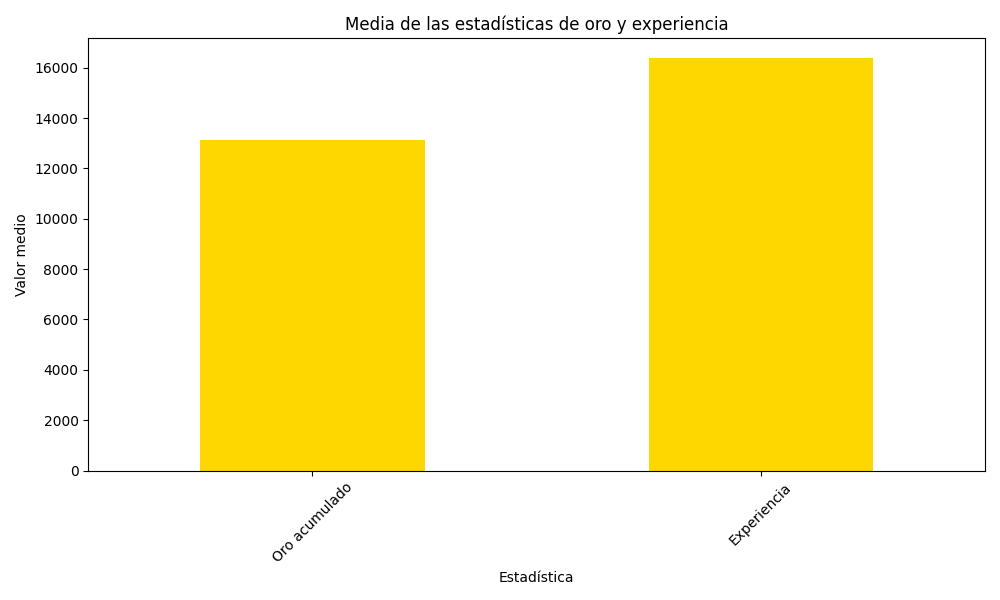 Media de las estadísticas de oro y experiencia
Valor medio
16000
14000
12000
10000
8000
6000
4000
2000
0
Oro acumulado
Experiencia
Estadística